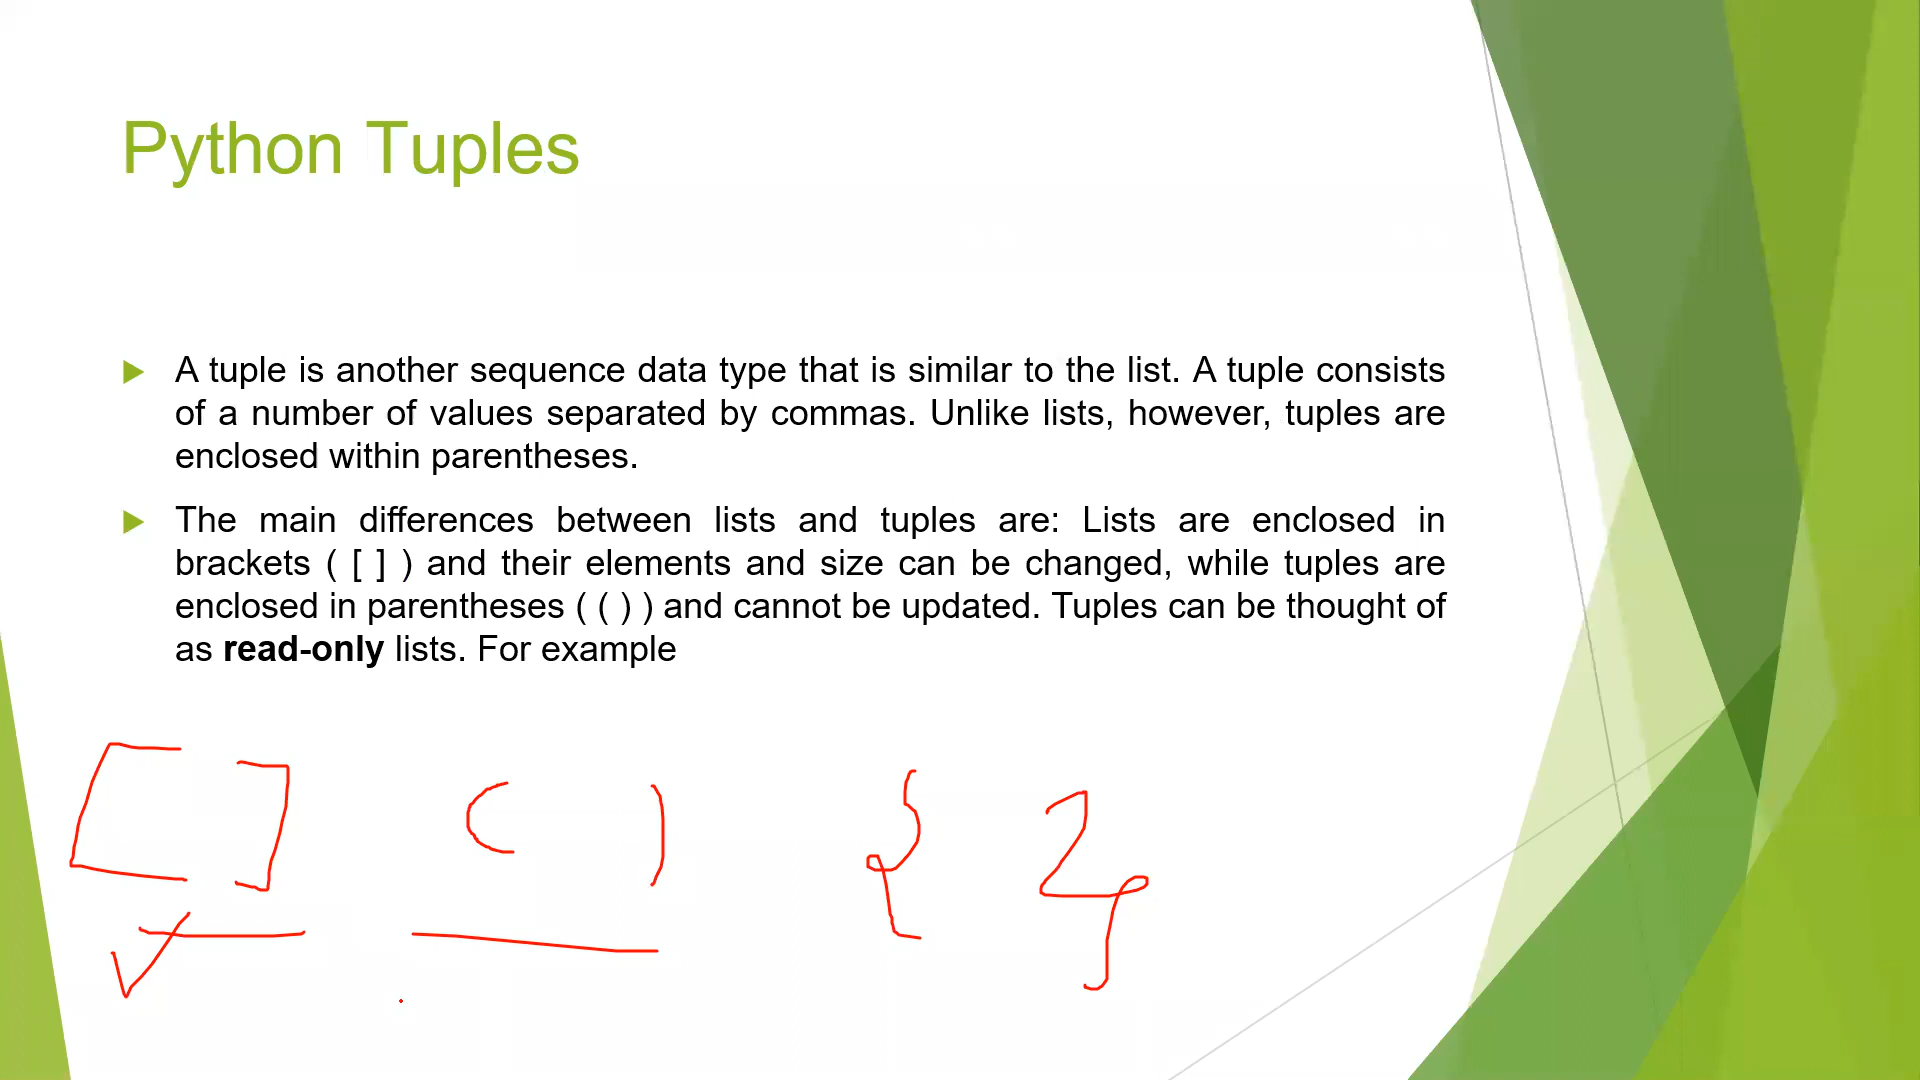 Python Tuples
A tuple is another sequence data type that is similar to the list. A tuple consists
of a number of values separated by commas. Unlike lists, however, tuples are
enclosed within parentheses.
The main differences between lists and tuples are: Lists are enclosed in
brackets ( [ ] ) and their elements and size can be changed, while tuples are
enclosed in parentheses ( ( ) ) and cannot be updated. Tuples can be thought of
as read-only lists. For example
[ ] ( ) { }